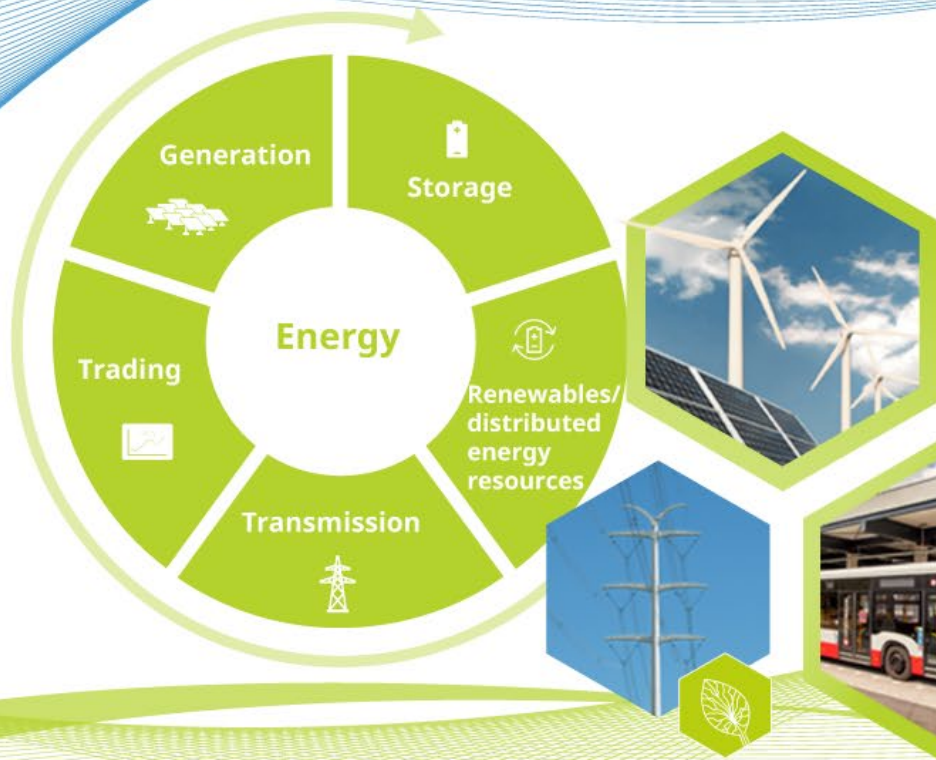 Generation
Storage
Energy
Trading
Renewables/
distributed
energy
resources
Transmission